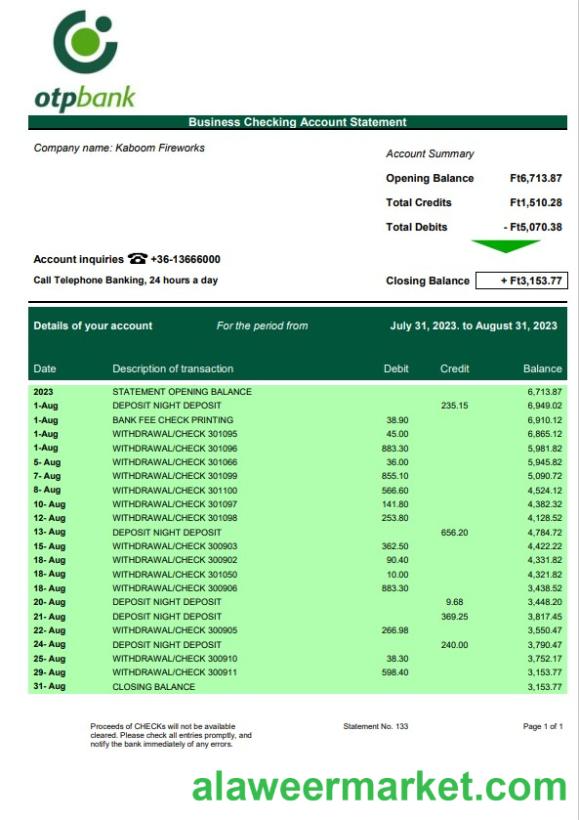 otpbank
Business Checking Account Statement
Company name: Kaboom Fireworks
Account Summary
Opening Balance Ft6,713.87
Total Credits Ft1,510.28
Total Debits - Ft5,070.38
Account inquiries ☎ +36-13666000
Call Telephone Banking, 24 hours a day
Closing Balance + Ft3,153.77
Details of your account For the period from July 31, 2023. to August 31, 2023
Date Description of transaction Debit Credit Balance
2023 STATEMENT OPENING BALANCE 6,713.87
1-Aug DEPOSIT NIGHT DEPOSIT 235.15 6,949.02
1-Aug BANK FEE CHECK PRINTING 38.90 6,910.12
1-Aug WITHDRAWAL/CHECK 301095 45.00 6,865.12
1-Aug WITHDRAWAL/CHECK 301096 883.30 5,981.82
5- Aug WITHDRAWAL/CHECK 301066 36.00 5,945.82
7- Aug WITHDRAWAL/CHECK 301099 855.10 5,090.72
8- Aug WITHDRAWAL/CHECK 301100 566.60 4,524.12
10- Aug WITHDRAWAL/CHECK 301097 141.80 4,382.32
12- Aug WITHDRAWAL/CHECK 301098 253.80 4,128.52
13- Aug DEPOSIT NIGHT DEPOSIT 656.20 4,784.72
15- Aug WITHDRAWAL/CHECK 300903 362.50 4,422.22
18- Aug WITHDRAWAL/CHECK 300902 90.40 4,331.82
18- Aug WITHDRAWAL/CHECK 301050 10.00 4,321.82
18- Aug WITHDRAWAL/CHECK 300906 883.30 3,438.52
20- Aug DEPOSIT NIGHT DEPOSIT 9.68 3,448.20
21- Aug DEPOSIT NIGHT DEPOSIT 369.25 3,817.45
22- Aug WITHDRAWAL/CHECK 300905 266.98 3,550.47
24- Aug DEPOSIT NIGHT DEPOSIT 240.00 3,790.47
25- Aug WITHDRAWAL/CHECK 300910 38.30 3,752.17
29- Aug WITHDRAWAL/CHECK 300911 598.40 3,153.77
31- Aug CLOSING BALANCE 3,153.77
Proceeds of CHECKs will not be available
cleared. Please check all entries promptly, and
notify the bank immediately of any errors.
Statement No. 133
Page 1 of 1
alaweermarket.com